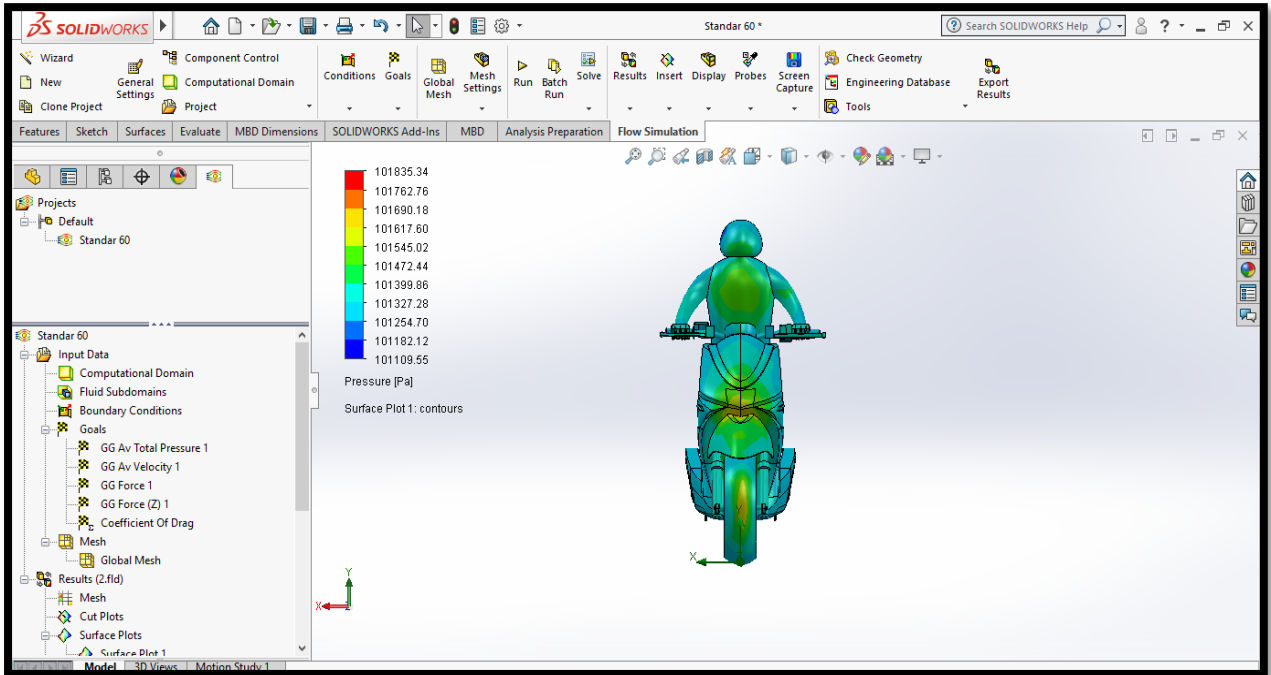 SOLIDWORKS
Standar 60 *
Search SOLIDWORKS Help
?
Wizard
New
Clone Project
General Settings
Component Control
Computational Domain
Project
Conditions
Goals
Global Mesh
Mesh Settings
Run
Batch Run
Solve
Results
Insert
Display
Probes
Screen Capture
Check Geometry
Engineering Database
Tools
Export Results
Features Sketch Surfaces Evaluate MBD Dimensions SOLIDWORKS Add-Ins MBD Analysis Preparation Flow Simulation
Projects
Default
Standar 60
Standar 60
Input Data
Computational Domain
Fluid Subdomains
Boundary Conditions
Goals
GG Av Total Pressure 1
GG Av Velocity 1
GG Force 1
GG Force (Z) 1
Coefficient Of Drag
Mesh
Global Mesh
Results (2.fld)
Mesh
Cut Plots
Surface Plots
Surface Plot 1
101835.34
101762.76
101690.18
101617.60
101545.02
101472.44
101399.86
101327.28
101254.70
101182.12
101109.55
Pressure [Pa]
Surface Plot 1: contours
Y
X
Y
X
Model 3D Views Motion Study 1